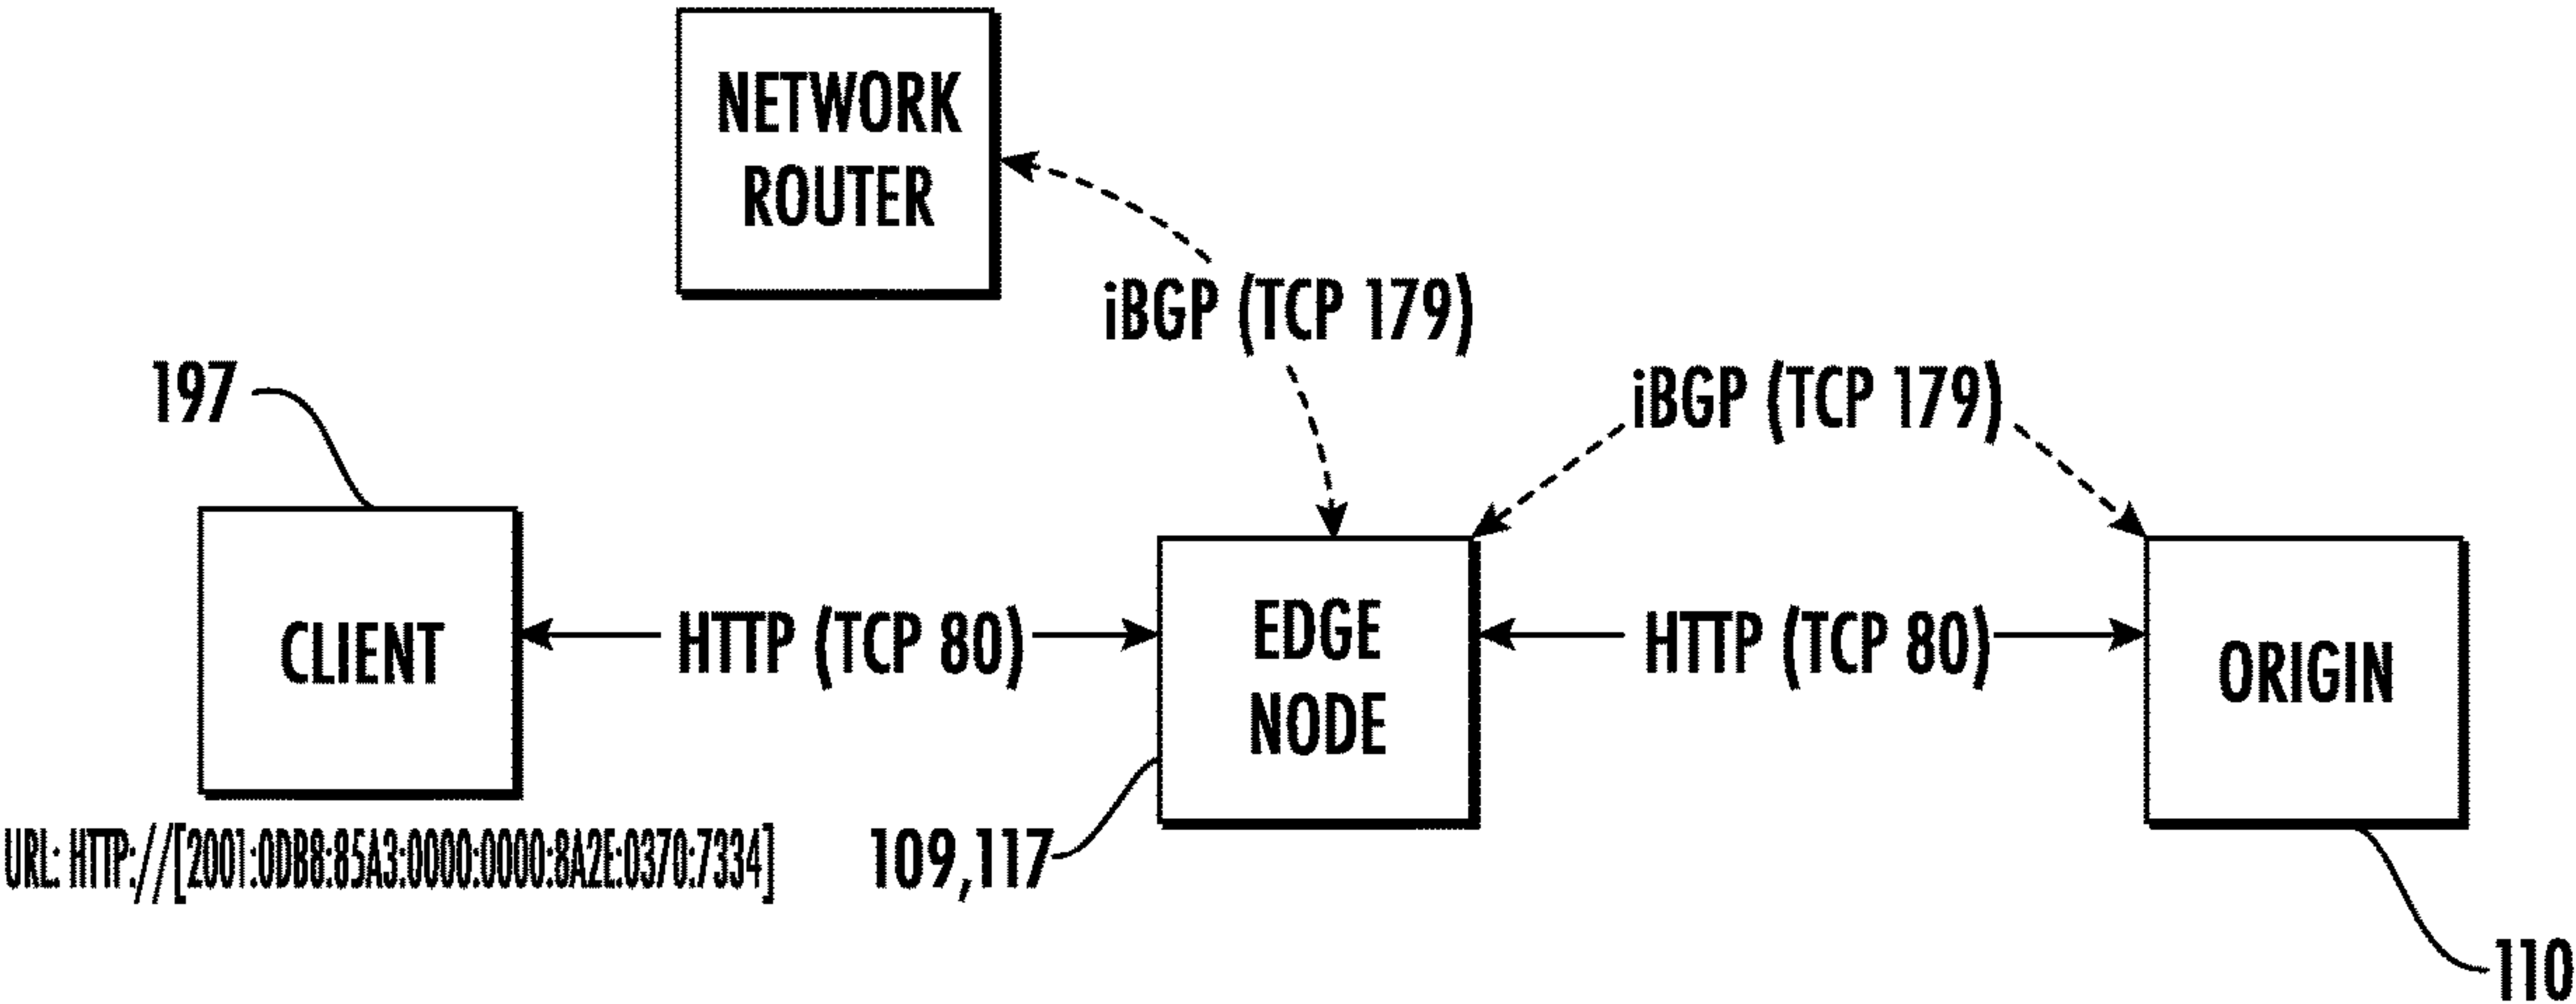 NETWORK
ROUTER
iBGP (TCP 179)
iBGP (TCP 179)
197
CLIENT
HTTP (TCP 80)
EDGE
NODE
HTTP (TCP 80)
ORIGIN
URL: HTTP://[2001:0DB8:85A3:0000:0000:8A2E:0370:7334]
109,117
110